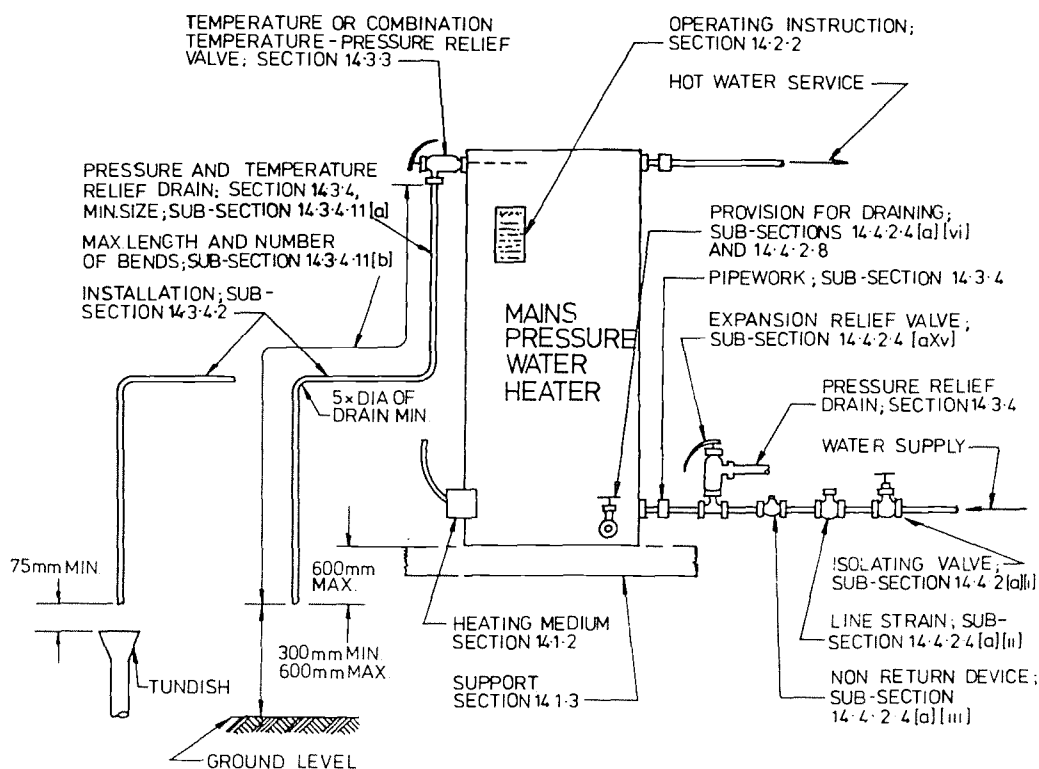 TEMPERATURE OR COMBINATION
TEMPERATURE-PRESSURE RELIEF
VALVE; SECTION 14·3·3
OPERATING INSTRUCTION;
SECTION 14·2·2
HOT WATER SERVICE
PRESSURE AND TEMPERATURE
RELIEF DRAIN; SECTION 14·3·4,
MIN.SIZE; SUB-SECTION 14·3·4·11[a]
MAX.LENGTH AND NUMBER
OF BENDS; SUB-SECTION 14·3·4·11[b]
INSTALLATION; SUB-
SECTION 14·3·4·2
5×DIA OF
DRAIN MIN.
MAINS
PRESSURE
WATER
HEATER
PROVISION FOR DRAINING;
SUB-SECTIONS 14·4·2·4[a][vi]
AND 14·4·2·8
PIPEWORK; SUB-SECTION 14·3·4
EXPANSION RELIEF VALVE;
SUB-SECTION 14·4·2·4 [aXv]
PRESSURE RELIEF
DRAIN; SECTION 14·3·4
WATER SUPPLY
75mm MIN.
600mm
MAX.
300mm MIN.
600mm MAX.
TUNDISH
GROUND LEVEL
HEATING MEDIUM
SECTION 14·1·2
SUPPORT
SECTION 14·1·3
ISOLATING VALVE;
SUB-SECTION 14·4·2[a][i]
LINE STRAIN; SUB-
SECTION 14·4·2·4[a][ii]
NON RETURN DEVICE;
SUB-SECTION
14·4·2·4[a][iii]